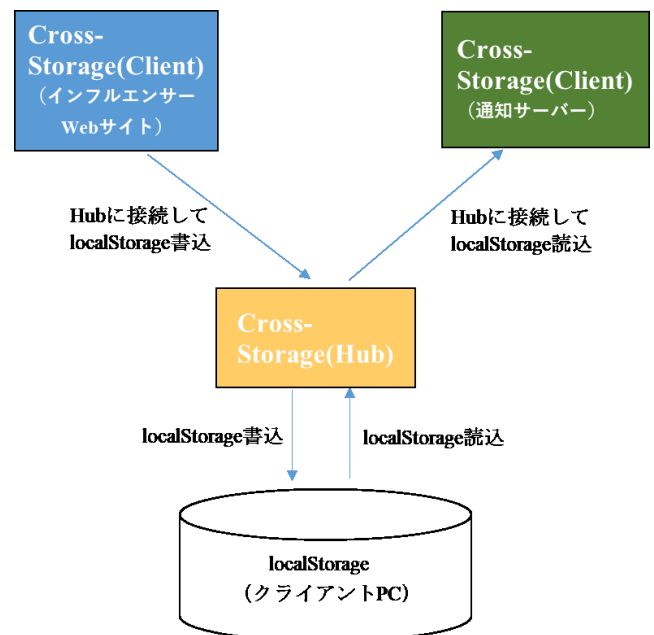 Cross-
Storage(Client)
（インフルエンサー
Webサイト）
Cross-
Storage(Client)
（通知サーバー）
Hubに接続して
localStorage書込
Hubに接続して
localStorage読込
Cross-
Storage(Hub)
localStorage書込
localStorage読込
localStorage
（クライアントPC）